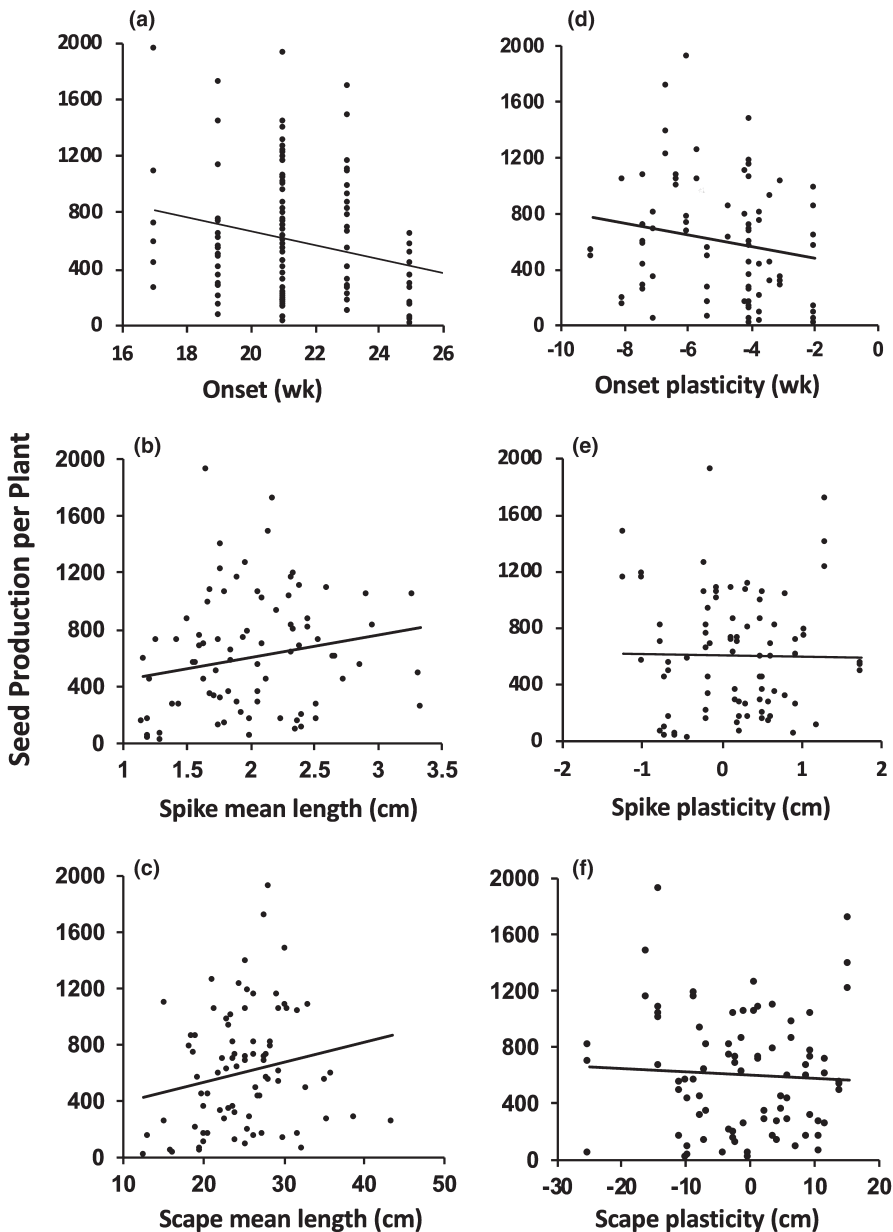 Seed Production per Plant
(a)
2000
1600
1200
800
400
0
16 18 20 22 24 26
Onset (wk)
(d)
2000
1600
1200
800
400
0
-10 -8 -6 -4 -2 0
Onset plasticity (wk)
(b)
2000
1600
1200
800
400
0
1 1.5 2 2.5 3 3.5
Spike mean length (cm)
(e)
2000
1600
1200
800
400
0
-2 -1 0 1 2
Spike plasticity (cm)
(c)
2000
1600
1200
800
400
0
10 20 30 40 50
Scape mean length (cm)
(f)
2000
1600
1200
800
400
0
-30 -20 -10 0 10 20
Scape plasticity (cm)